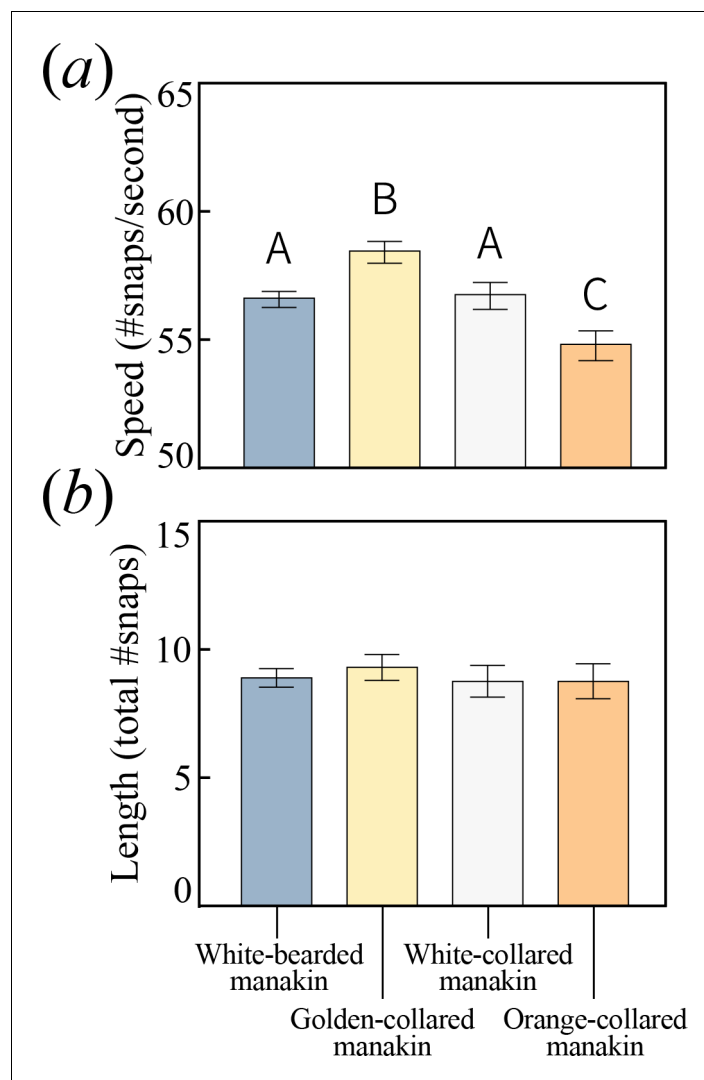 (a)
Speed (#snaps/second)
65
60
55
50
A
B
A
C
(b)
Length (total #snaps)
15
10
5
0
White-bearded
manakin
Golden-collared
manakin
White-collared
manakin
Orange-collared
manakin